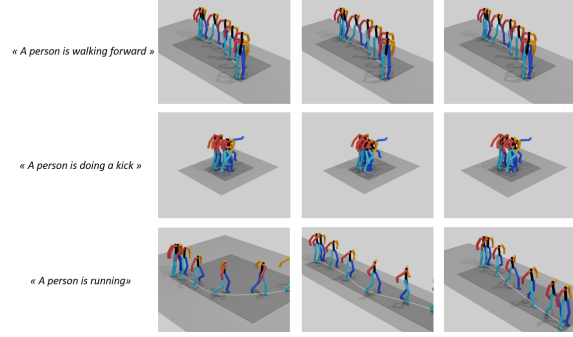 « A person is walking forward »
« A person is doing a kick »
« A person is running»